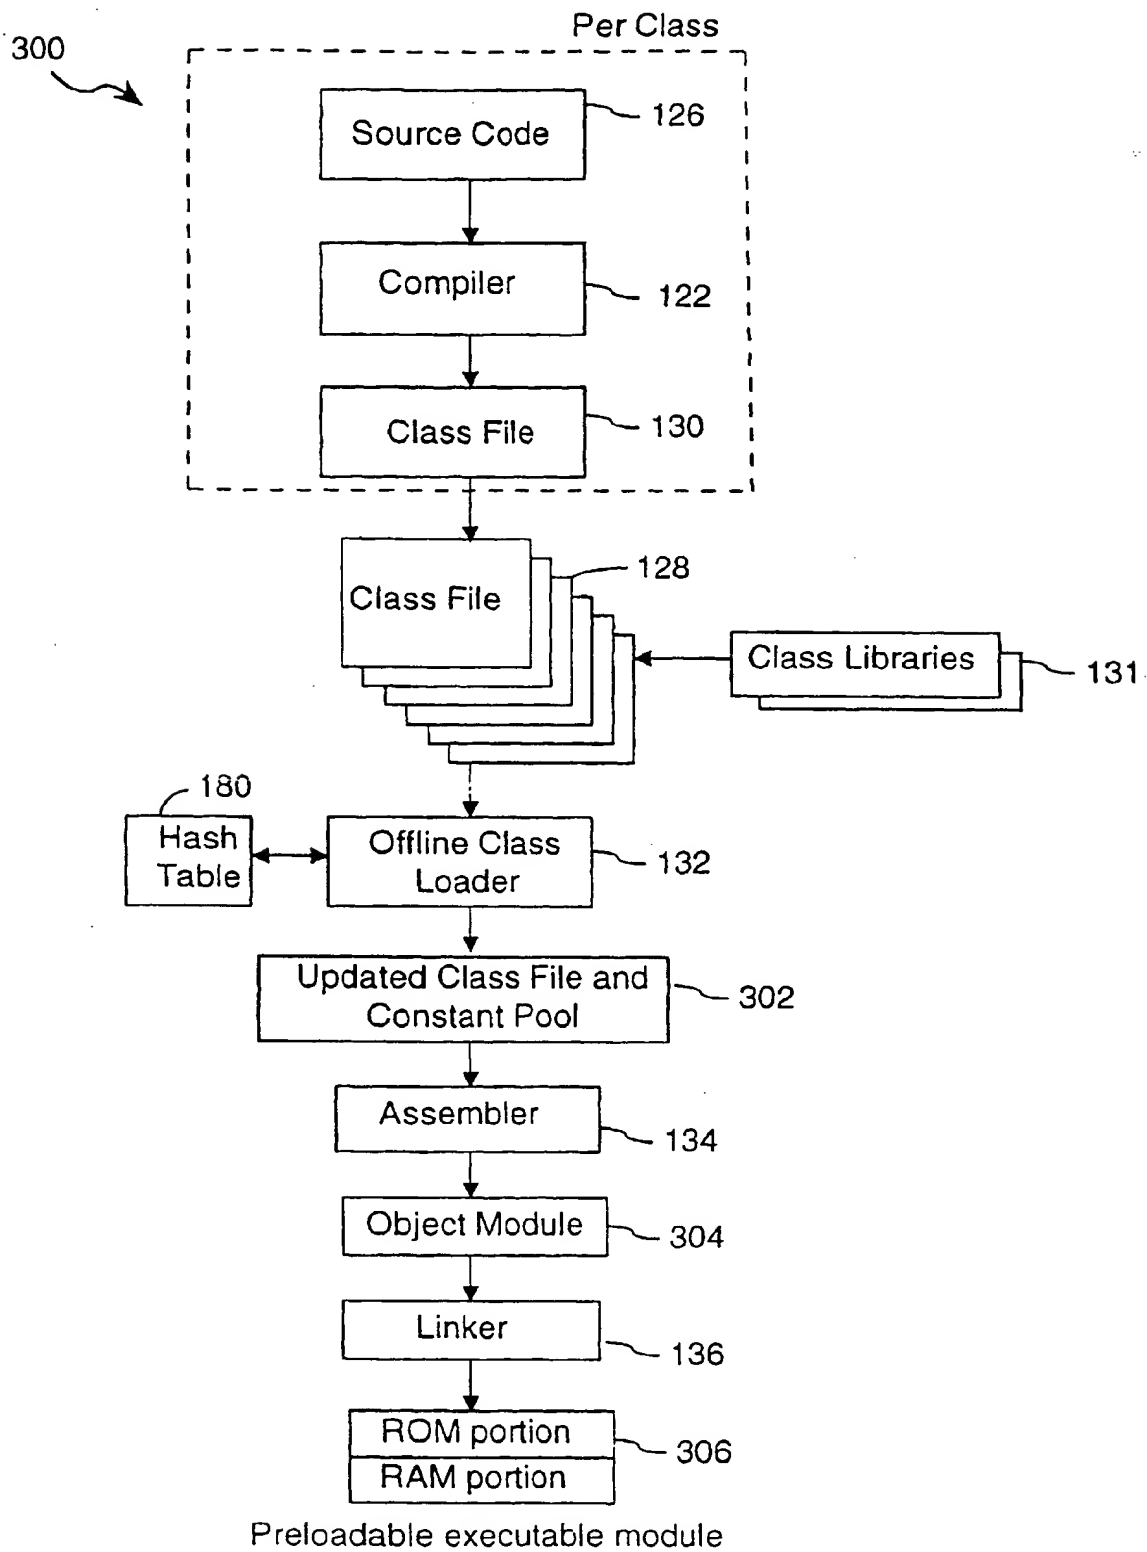 Per Class
300
Source Code
126
Compiler
122
Class File
130
Class File
128
Class Libraries
131
180
Hash
Table
Offline Class
Loader
132
Updated Class File and
Constant Pool
302
Assembler
134
Object Module
304
Linker
136
ROM portion
306
RAM portion
Preloadable executable module